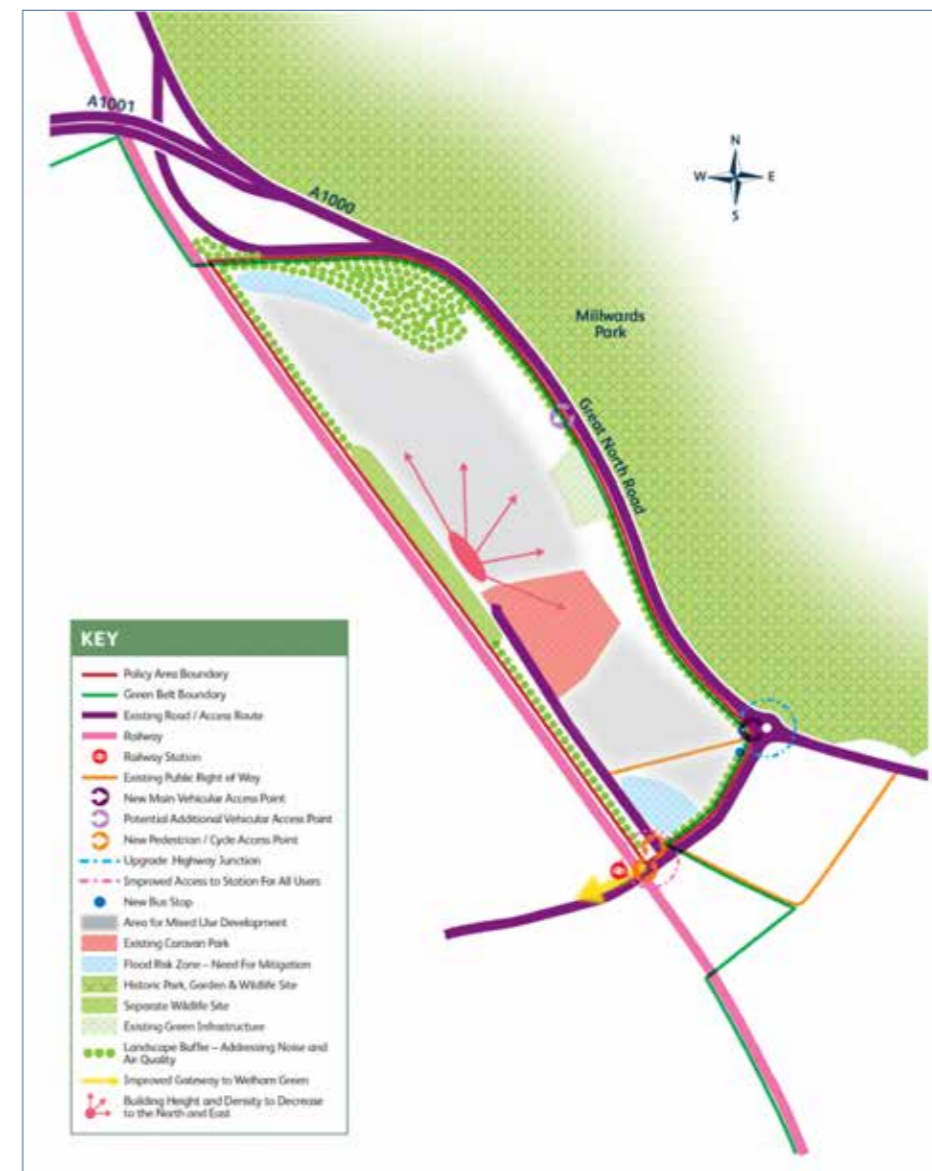 A1001
A1000
N
W E
S
Millwards
Park
Great North Road
KEY
Policy Area Boundary
Green Belt Boundary
Existing Road / Access Route
Railway
Railway Station
Existing Public Right of Way
New Main Vehicular Access Point
Potential Additional Vehicular Access Point
New Pedestrian / Cycle Access Point
Upgrade Highway Junction
Improved Access to Station For All Users
New Bus Stop
Area for Mixed Use Development
Existing Caravan Park
Flood Risk Zone – Need For Mitigation
Historic Park, Garden & Wildlife Site
Separate Wildlife Site
Existing Green Infrastructure
Landscape Buffer – Addressing Noise and
Air Quality
Improved Gateway to Welham Green
Building Height and Density to Decrease
to the North and East